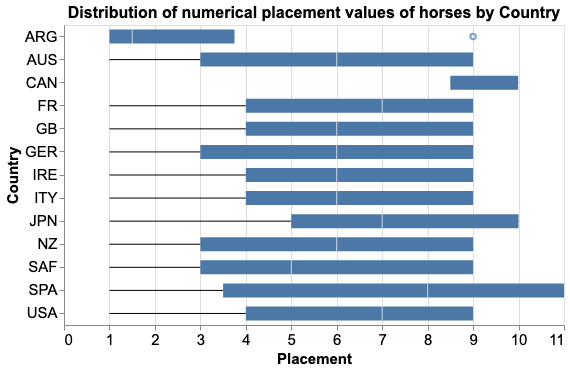 Distribution of numerical placement values of horses by Country
Country
ARG
AUS
CAN
FR
GB
GER
IRE
ITY
JPN
NZ
SAF
SPA
USA
0 1 2 3 4 5 6 7 8 9 10 11
Placement